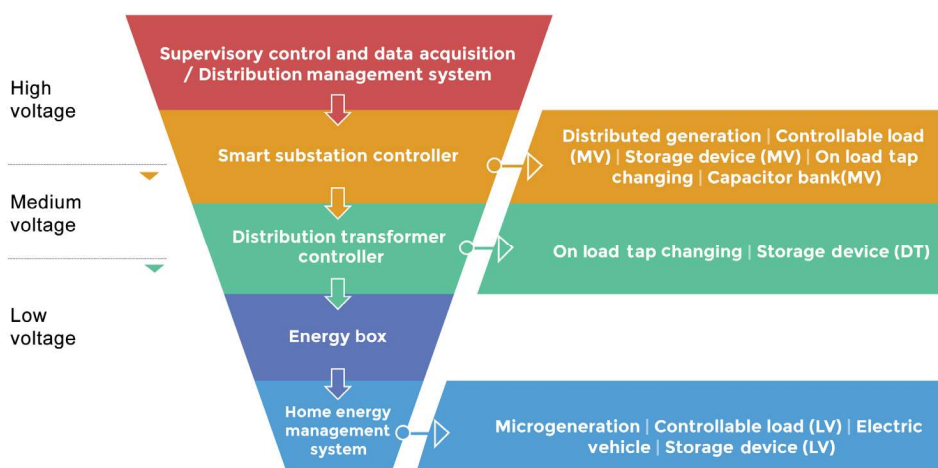 High
voltage
Medium
voltage
Low
voltage
Supervisory control and data acquisition
/ Distribution management system
Smart substation controller
Distributed generation | Controllable load
(MV) | Storage device (MV) | On load tap
changing | Capacitor bank(MV)
Distribution transformer
controller
On load tap changing | Storage device (DT)
Energy box
Home energy
management
system
Microgeneration | Controllable load (LV) | Electric
vehicle | Storage device (LV)